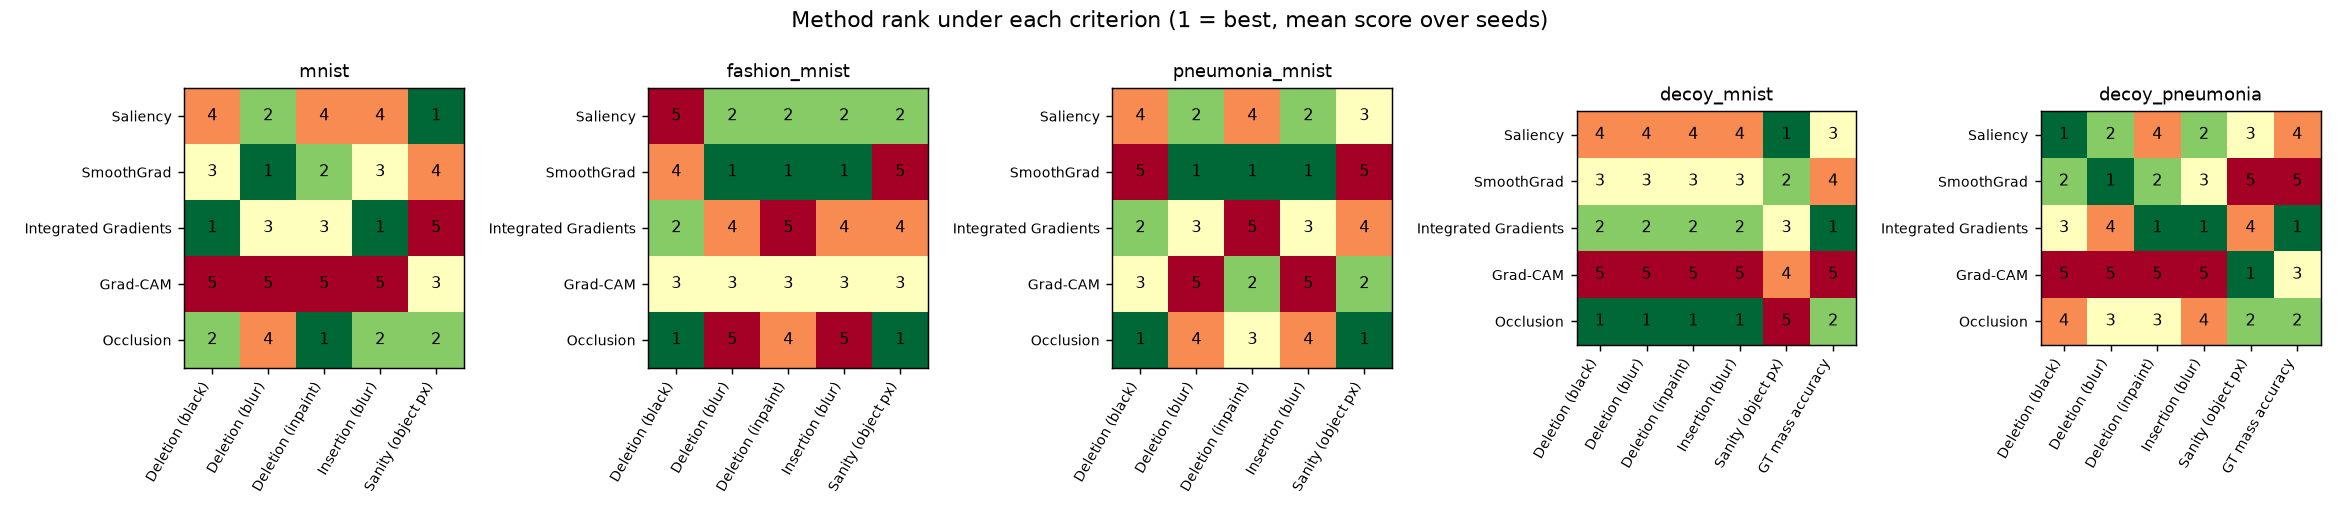 Method rank under each criterion (1 = best, mean score over seeds)
mnist
Saliency 4 2 4 4 1
SmoothGrad 3 1 2 3 4
Integrated Gradients 1 3 3 1 5
Grad-CAM 5 5 5 5 3
Occlusion 2 4 1 2 2
Deletion (black)
Deletion (blur)
Deletion (inpaint)
Insertion (blur)
Sanity (object px)
fashion_mnist
Saliency 5 2 2 2 2
SmoothGrad 4 1 1 1 5
Integrated Gradients 2 4 5 4 4
Grad-CAM 3 3 3 3 3
Occlusion 1 5 4 5 1
Deletion (black)
Deletion (blur)
Deletion (inpaint)
Insertion (blur)
Sanity (object px)
pneumonia_mnist
Saliency 4 2 4 2 3
SmoothGrad 5 1 1 1 5
Integrated Gradients 2 3 5 3 4
Grad-CAM 3 5 2 5 2
Occlusion 1 4 3 4 1
Deletion (black)
Deletion (blur)
Deletion (inpaint)
Insertion (blur)
Sanity (object px)
decoy_mnist
Saliency 4 4 4 4 1 3
SmoothGrad 3 3 3 3 2 4
Integrated Gradients 2 2 2 2 3 1
Grad-CAM 5 5 5 5 4 5
Occlusion 1 1 1 1 5 2
Deletion (black)
Deletion (blur)
Deletion (inpaint)
Insertion (blur)
Sanity (object px)
GT mass accuracy
decoy_pneumonia
Saliency 1 2 4 2 3 4
SmoothGrad 2 1 2 3 5 5
Integrated Gradients 3 4 1 1 4 1
Grad-CAM 5 5 5 5 1 3
Occlusion 4 3 3 4 2 2
Deletion (black)
Deletion (blur)
Deletion (inpaint)
Insertion (blur)
Sanity (object px)
GT mass accuracy